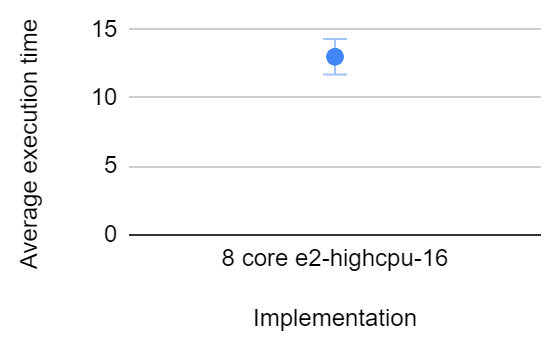 Average execution time
15
10
5
0
8 core e2-highcpu-16
Implementation